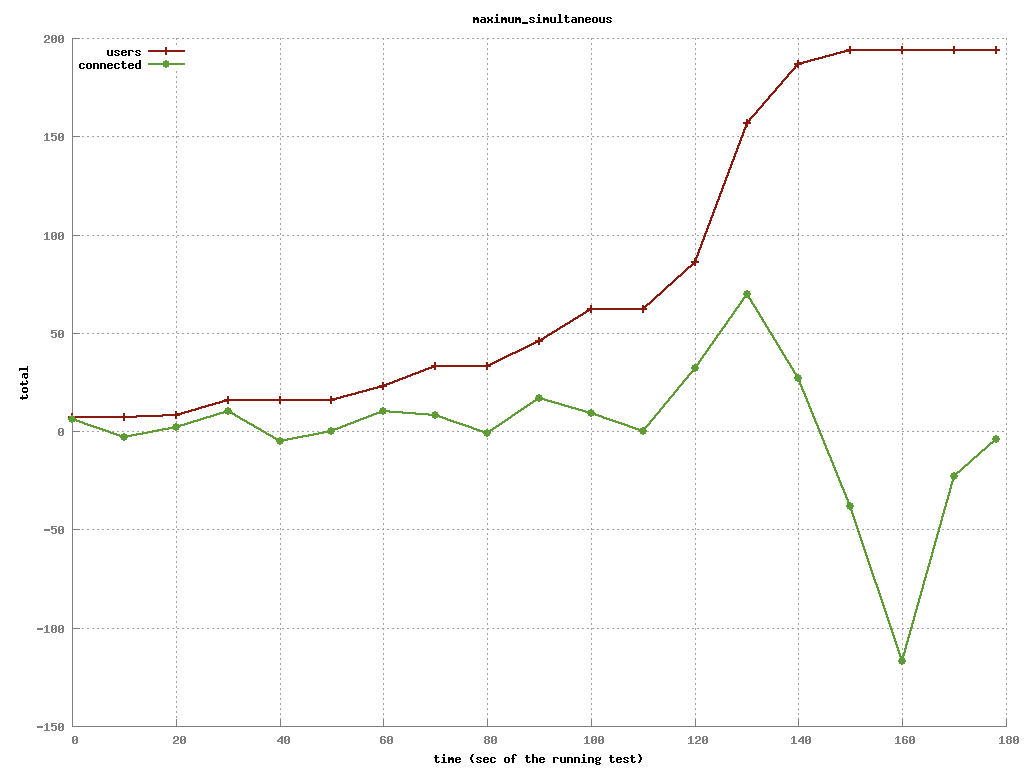 maximum_simultaneous
users
connected
200
150
100
50
0
-50
-100
-150
total
0 20 40 60 80 100 120 140 160 180
time (sec of the running test)